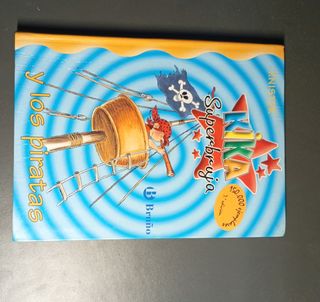 KNISTER
KiKA
Superbruja
y los piratas
B Bruño